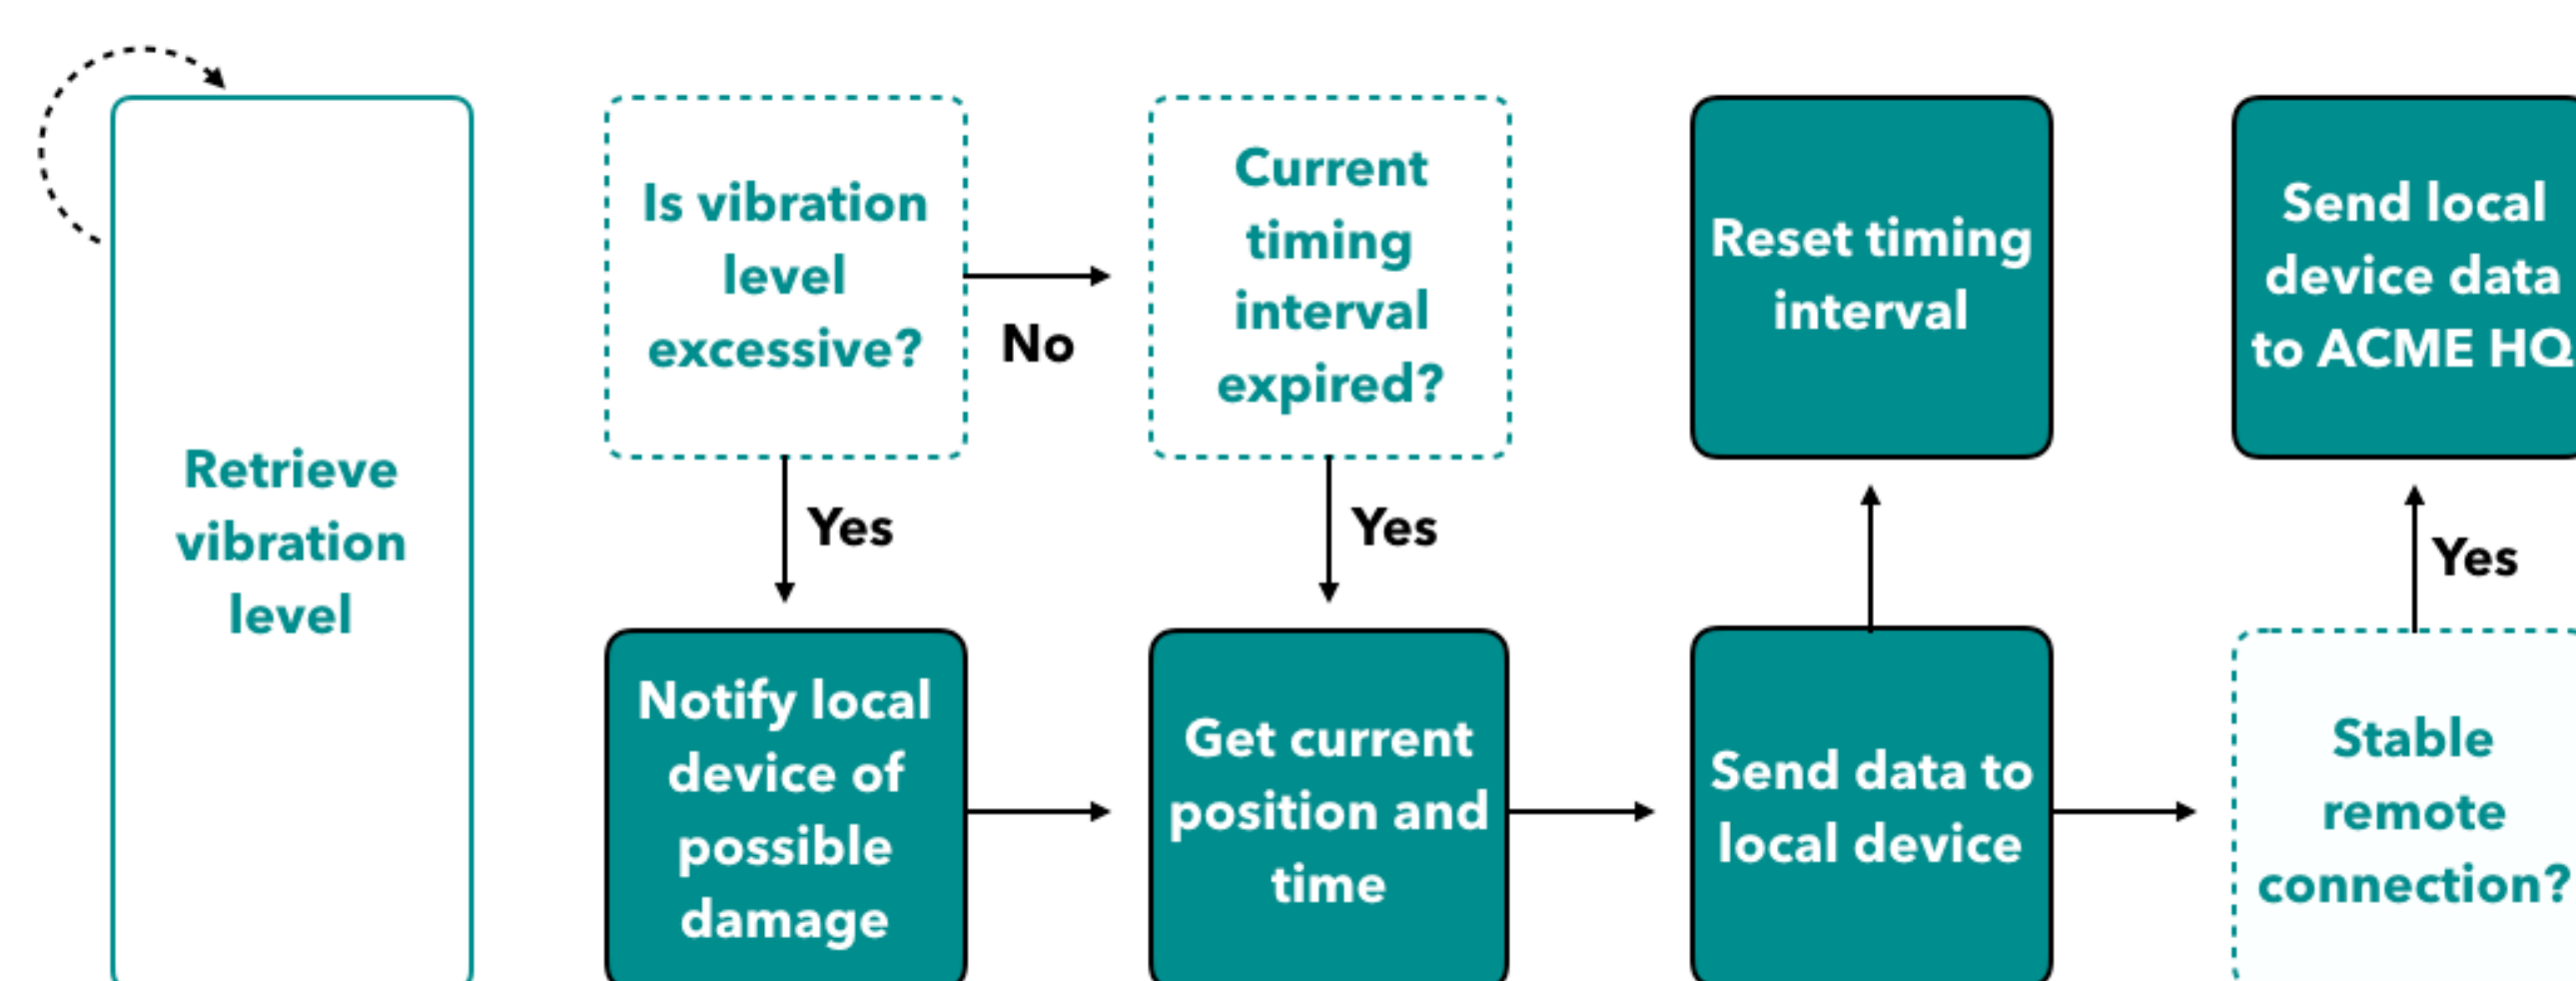 Retrieve
vibration
level
Is vibration
level
excessive?
No
Yes
Current
timing
interval
expired?
Yes
Notify local
device of
possible
damage
Get current
position and
time
Reset timing
interval
Send data to
local device
Send local
device data
to ACME HQ
Yes
Stable
remote
connection?